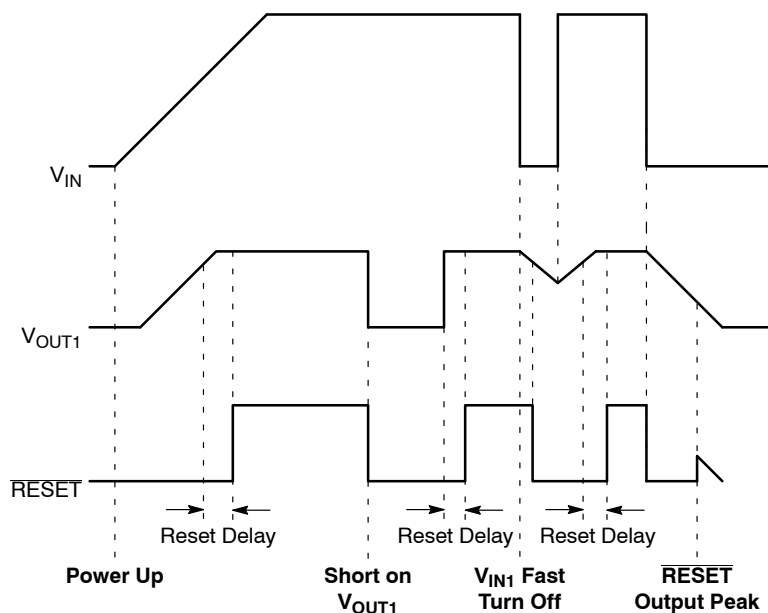 V_IN
V_OUT1
RESET
Reset Delay Reset Delay Reset Delay
Power Up Short on V_IN1 Fast RESET
V_OUT1 Turn Off Output Peak